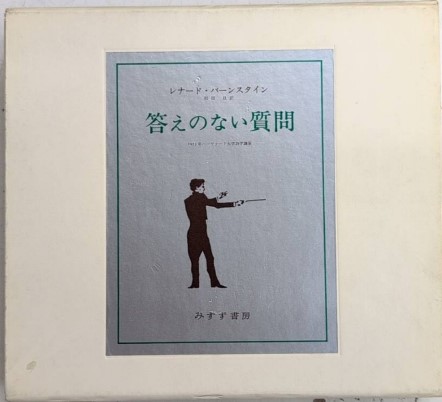 レナード・バーンスタイン
答えのない質問
みすず書房